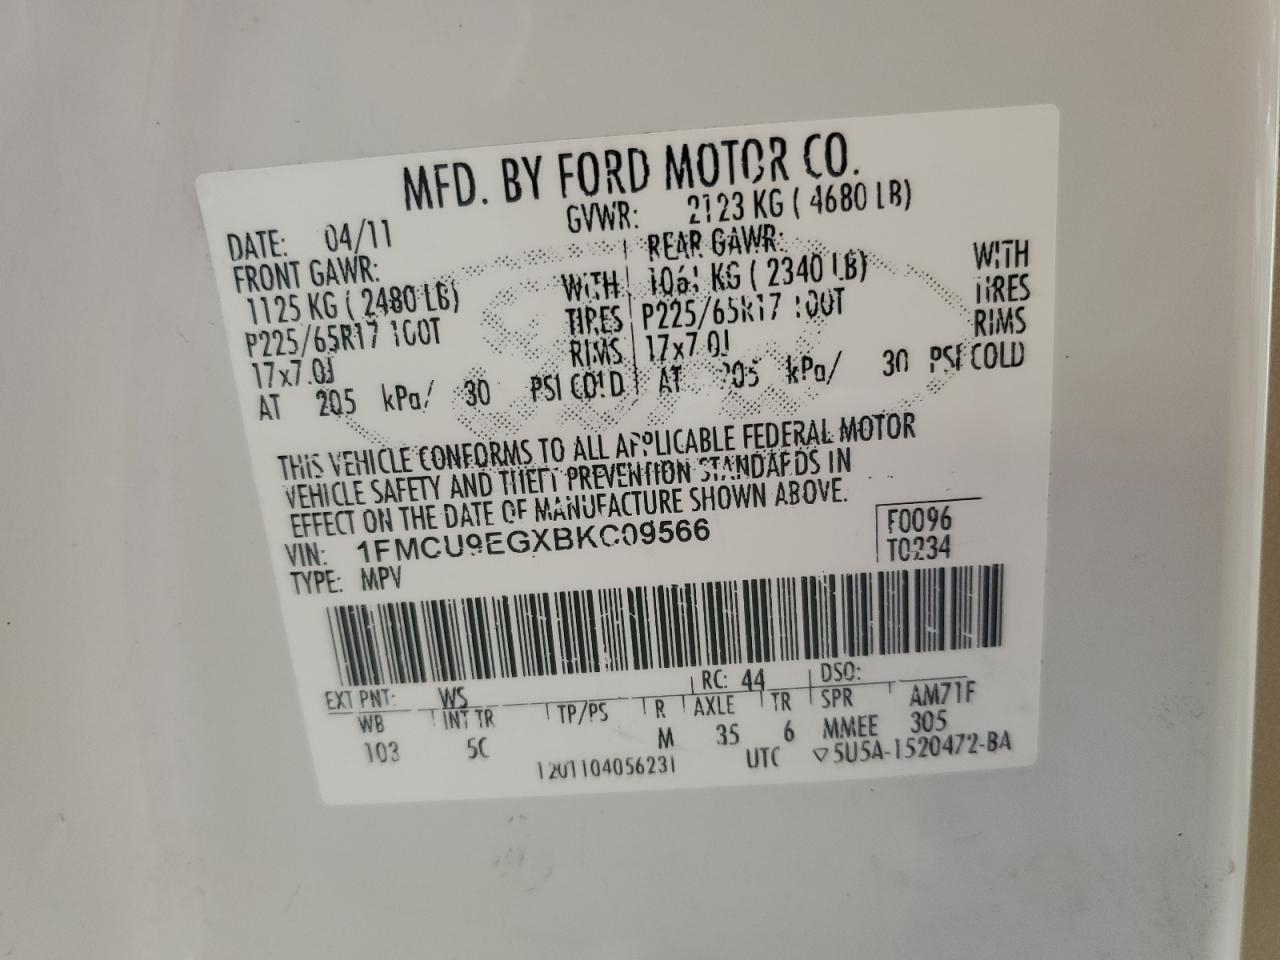 MFD. BY FORD MOTOR CO.
DATE: 04/11 GVWR: 2123 KG ( 4680 LB)
FRONT GAWR: REAR GAWR:
1125 KG ( 2480 LB) WITH 1061 KG ( 2340 LB) WITH
P225/65R17 100T TIRES P225/65R17 100T TIRES
17x7.0J RIMS 17x7.0J RIMS
AT 205 kPa/ 30 PSI COLD AT 205 kPa/ 30 PSI COLD
THIS VEHICLE CONFORMS TO ALL APPLICABLE FEDERAL MOTOR
VEHICLE SAFETY AND THEFT PREVENTION STANDARDS IN
EFFECT ON THE DATE OF MANUFACTURE SHOWN ABOVE.
VIN: 1FMCU9EGXBKC09566 F0096
TYPE: MPV T0234
EXT PNT: WS RC: 44 DSO:
WB INT TR TP/PS R AXLE TR SPR AM71F
103 5C M 35 6 MMEE 305
1201104056231 UTC ▽5U5A-1520472-BA